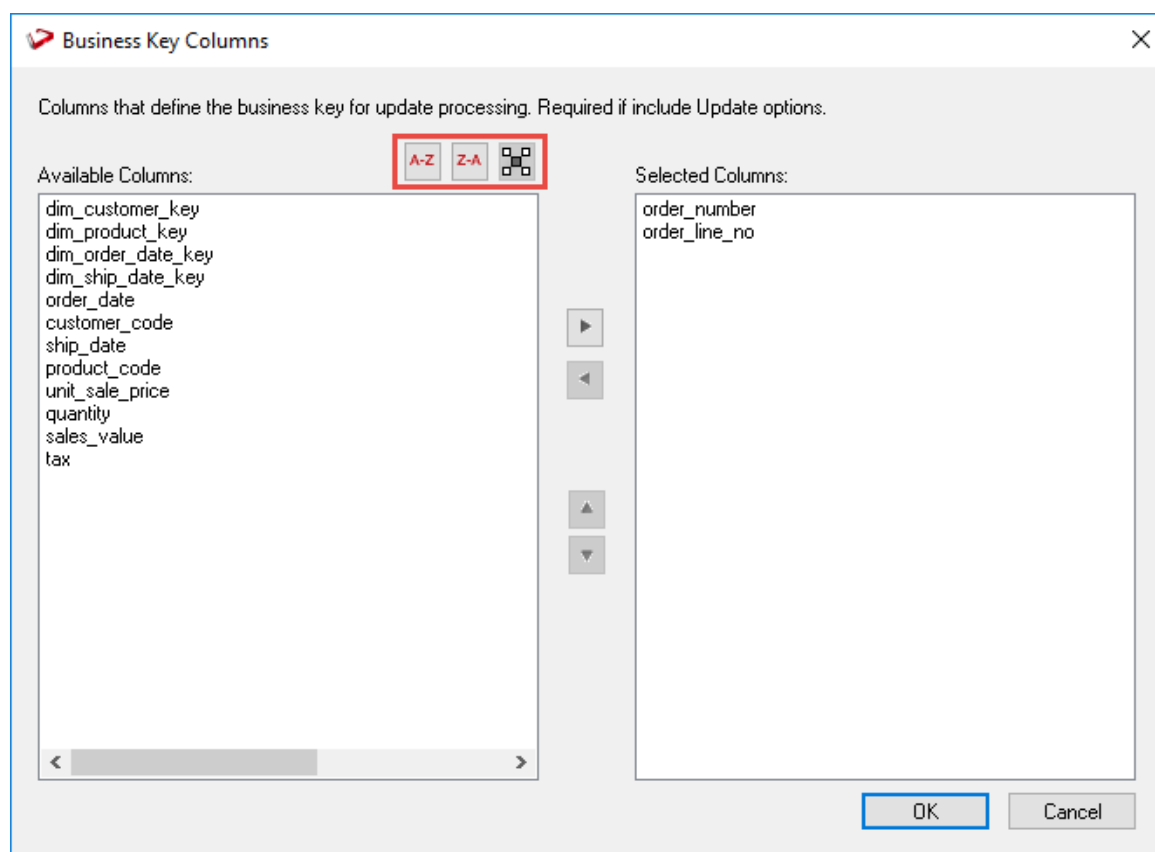 Business Key Columns
Columns that define the business key for update processing. Required if include Update options.
A-Z Z-A
Available Columns:
dim_customer_key
dim_product_key
dim_order_date_key
dim_ship_date_key
order_date
customer_code
ship_date
product_code
unit_sale_price
quantity
sales_value
tax
Selected Columns:
order_number
order_line_no
OK Cancel